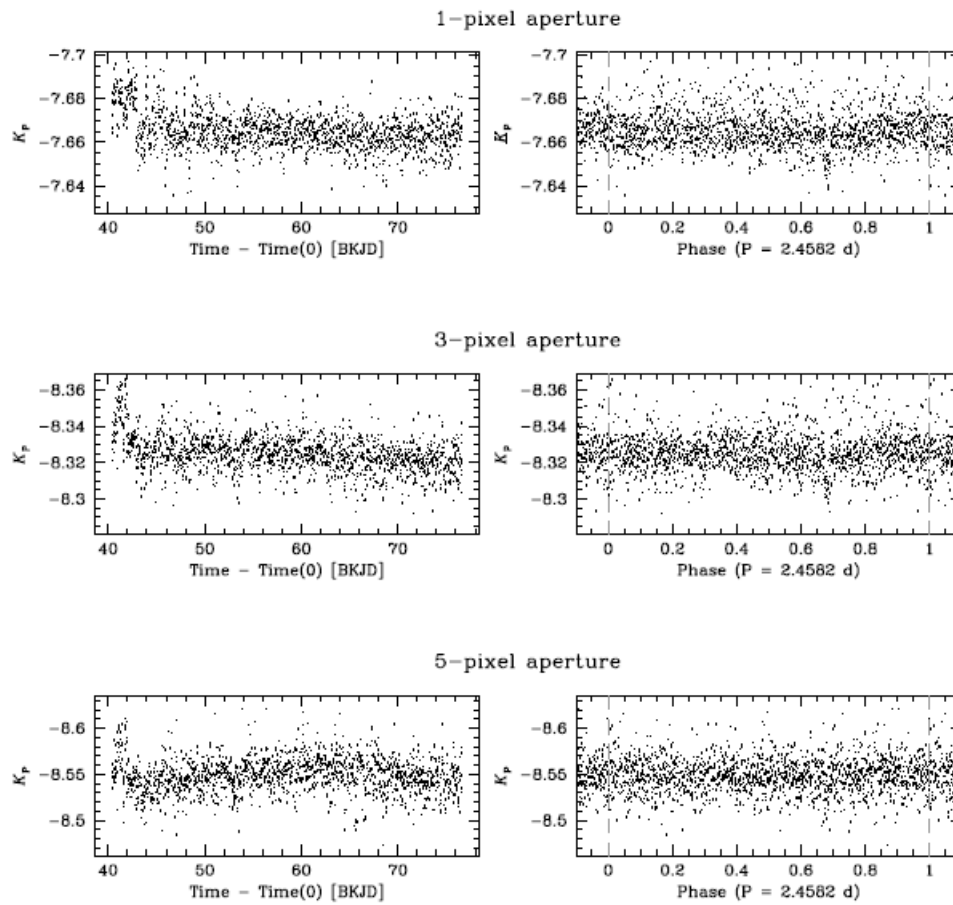 1-pixel aperture
-7.7
-7.68
-7.66
-7.64
Kp
40 50 60 70
Time - Time(0) [BKJD]
-7.7
-7.68
-7.66
-7.64
Kp
0 0.2 0.4 0.6 0.8 1
Phase (P = 2.4582 d)
3-pixel aperture
-8.36
-8.34
-8.32
-8.3
Kp
40 50 60 70
Time - Time(0) [BKJD]
-8.36
-8.34
-8.32
-8.3
Kp
0 0.2 0.4 0.6 0.8 1
Phase (P = 2.4582 d)
5-pixel aperture
-8.6
-8.55
-8.5
Kp
40 50 60 70
Time - Time(0) [BKJD]
-8.6
-8.55
-8.5
Kp
0 0.2 0.4 0.6 0.8 1
Phase (P = 2.4582 d)